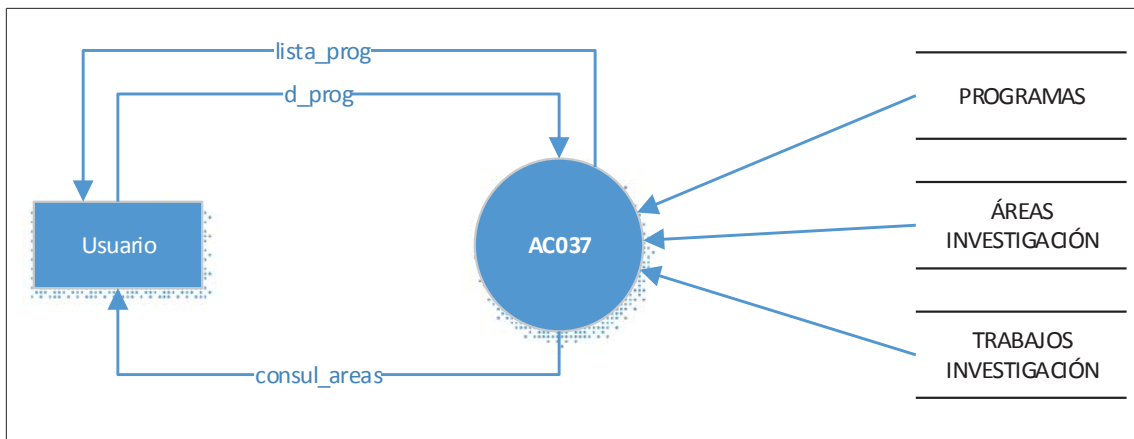 lista_prog
d_prog
PROGRAMAS
Usuario
AC037
ÁREAS
INVESTIGACIÓN
consul_areas
TRABAJOS
INVESTIGACIÓN